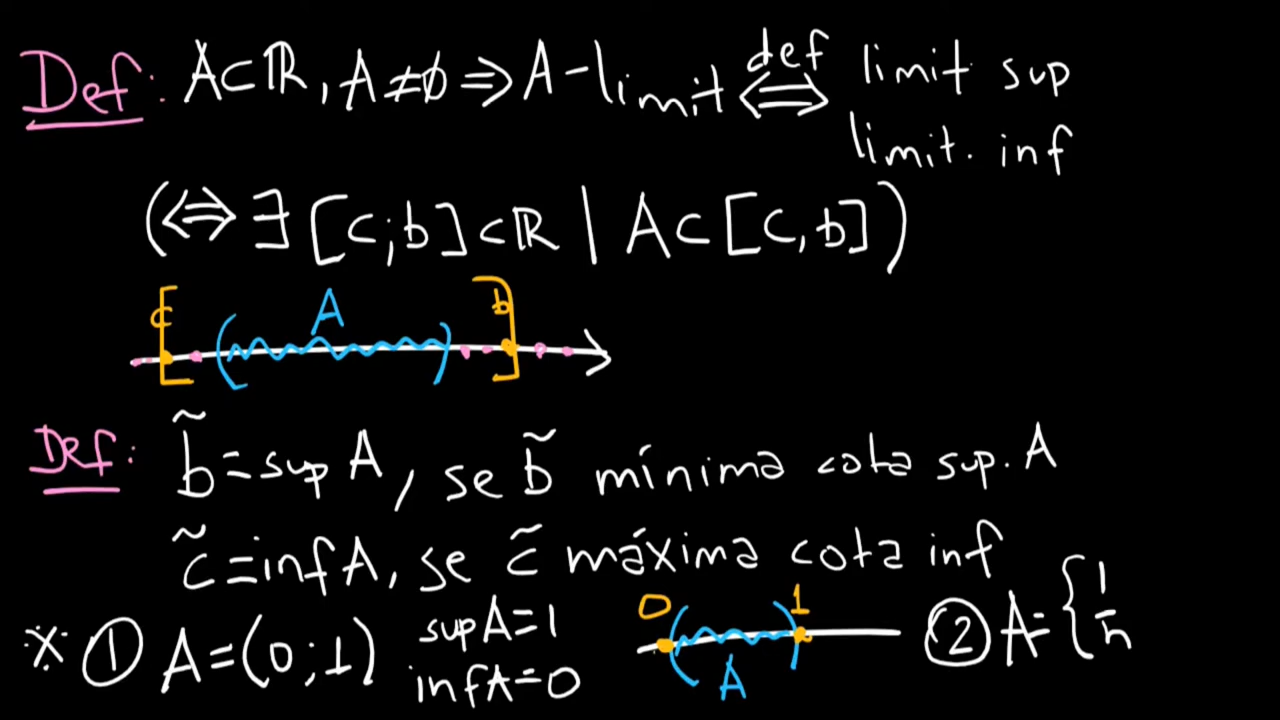 Def: A⊂ℝ, A≠∅ ⇒ A-limit ⇔ def limit sup
limit. inf
(⇔ ∃ [c;b]⊂ℝ | A⊂[c,b])
c A b
Def: b̃=sup A, se b̃ mínima cota sup. A
c̃=inf A, se c̃ máxima cota inf
① A=(0;1) sup A=1
inf A=0
0 1
A
② A={1/n